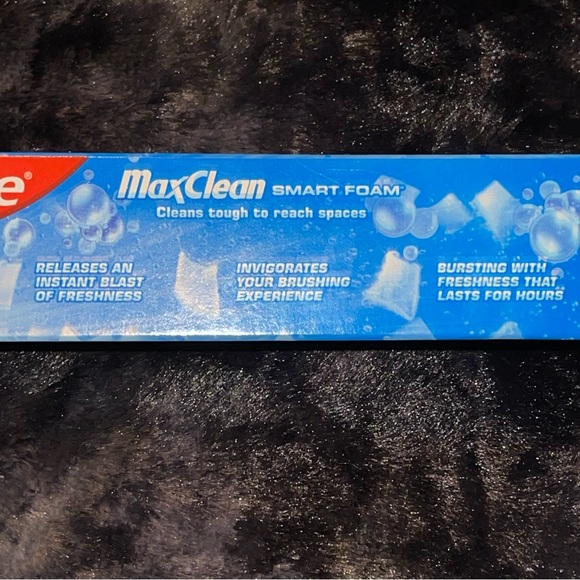 e®
MaxClean SMART FOAM™
Cleans tough to reach spaces
RELEASES AN
INSTANT BLAST
OF FRESHNESS
INVIGORATES
YOUR BRUSHING
EXPERIENCE
BURSTING WITH
FRESHNESS THAT
LASTS FOR HOURS